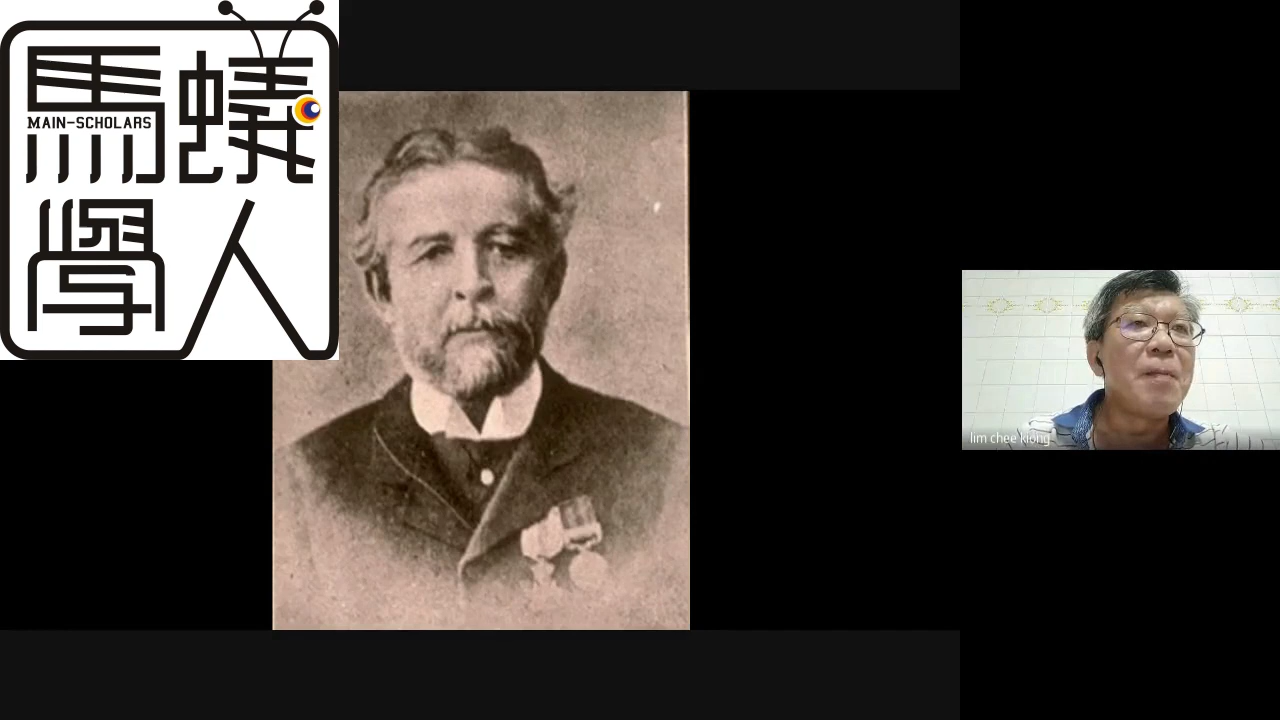 馬蟻
MAIN-SCHOLARS
學人
lim chee kiong